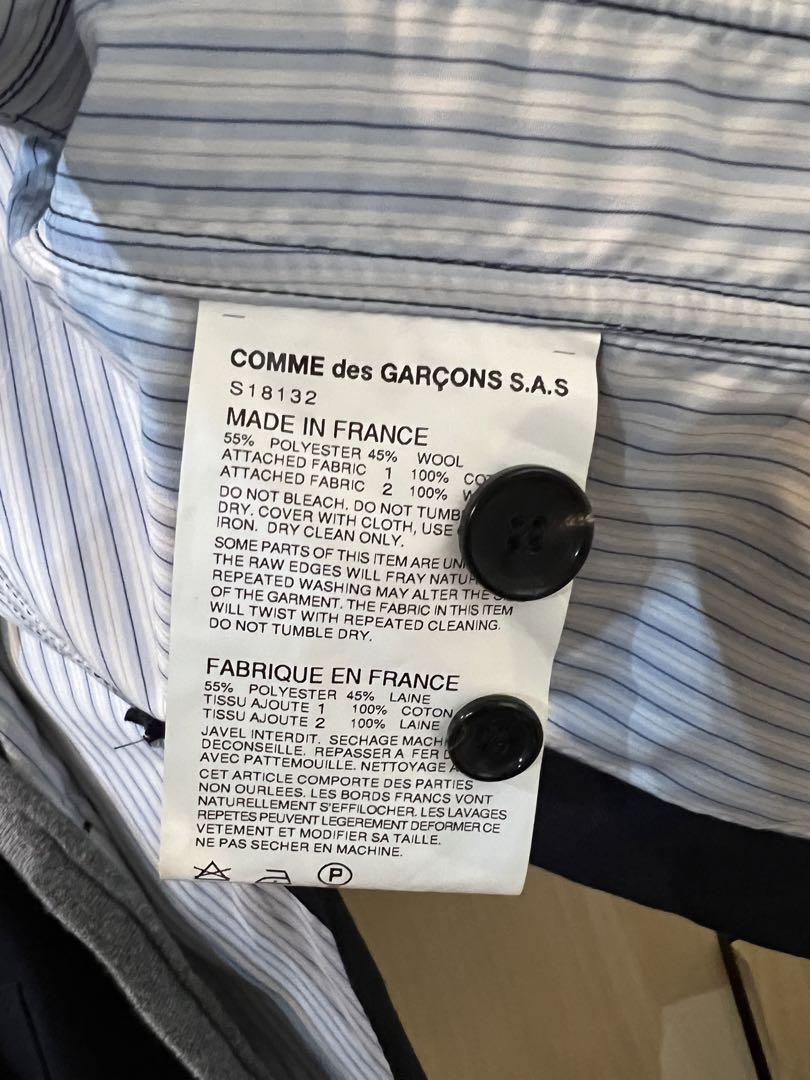 COMME des GARÇONS S.A.S
S18132
MADE IN FRANCE
55% POLYESTER 45% WOOL
ATTACHED FABRIC 1 100%
ATTACHED FABRIC 2 100%
DO NOT BLEACH. DO NOT
DRY. COVER WITH CLOTH, USE
IRON. DRY CLEAN ONLY.
SOME PARTS OF THIS ITEM ARE
THE RAW EDGES WILL FRAY
REPEATED WASHING MAY ALTER THE
OF THE GARMENT. THE FABRIC IN THIS ITEM
WILL TWIST WITH REPEATED CLEANING.
DO NOT TUMBLE DRY.
FABRIQUE EN FRANCE
55% POLYESTER 45% LAINE
TISSU AJOUTE 1 100% COTON
TISSU AJOUTE 2 100% LAINE
JAVEL INTERDIT. SECHAGE
DECONSEILLE. REPASSER A FER
AVEC PATTEMOUILLE. NETTOYAGE
CET ARTICLE COMPORTE DES PARTIES
NON OURLEES. LES BORDS FRANCS VONT
NATURELLEMENT S'EFFILOCHER. LES LAVAGES
REPETES PEUVENT LEGEREMENT DEFORMER CE
VETEMENT ET MODIFIER SA TAILLE.
NE PAS SECHER EN MACHINE.
P